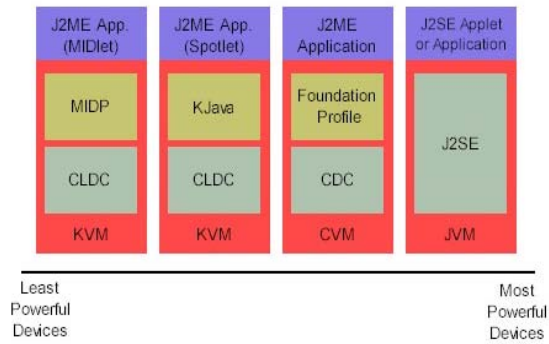 J2ME App.
(MIDlet)
MIDP
CLDC
KVM
J2ME App.
(Spotlet)
KJava
CLDC
KVM
J2ME
Application
Foundation
Profile
CDC
CVM
J2SE Applet
or Application
J2SE
JVM
Least
Powerful
Devices
Most
Powerful
Devices